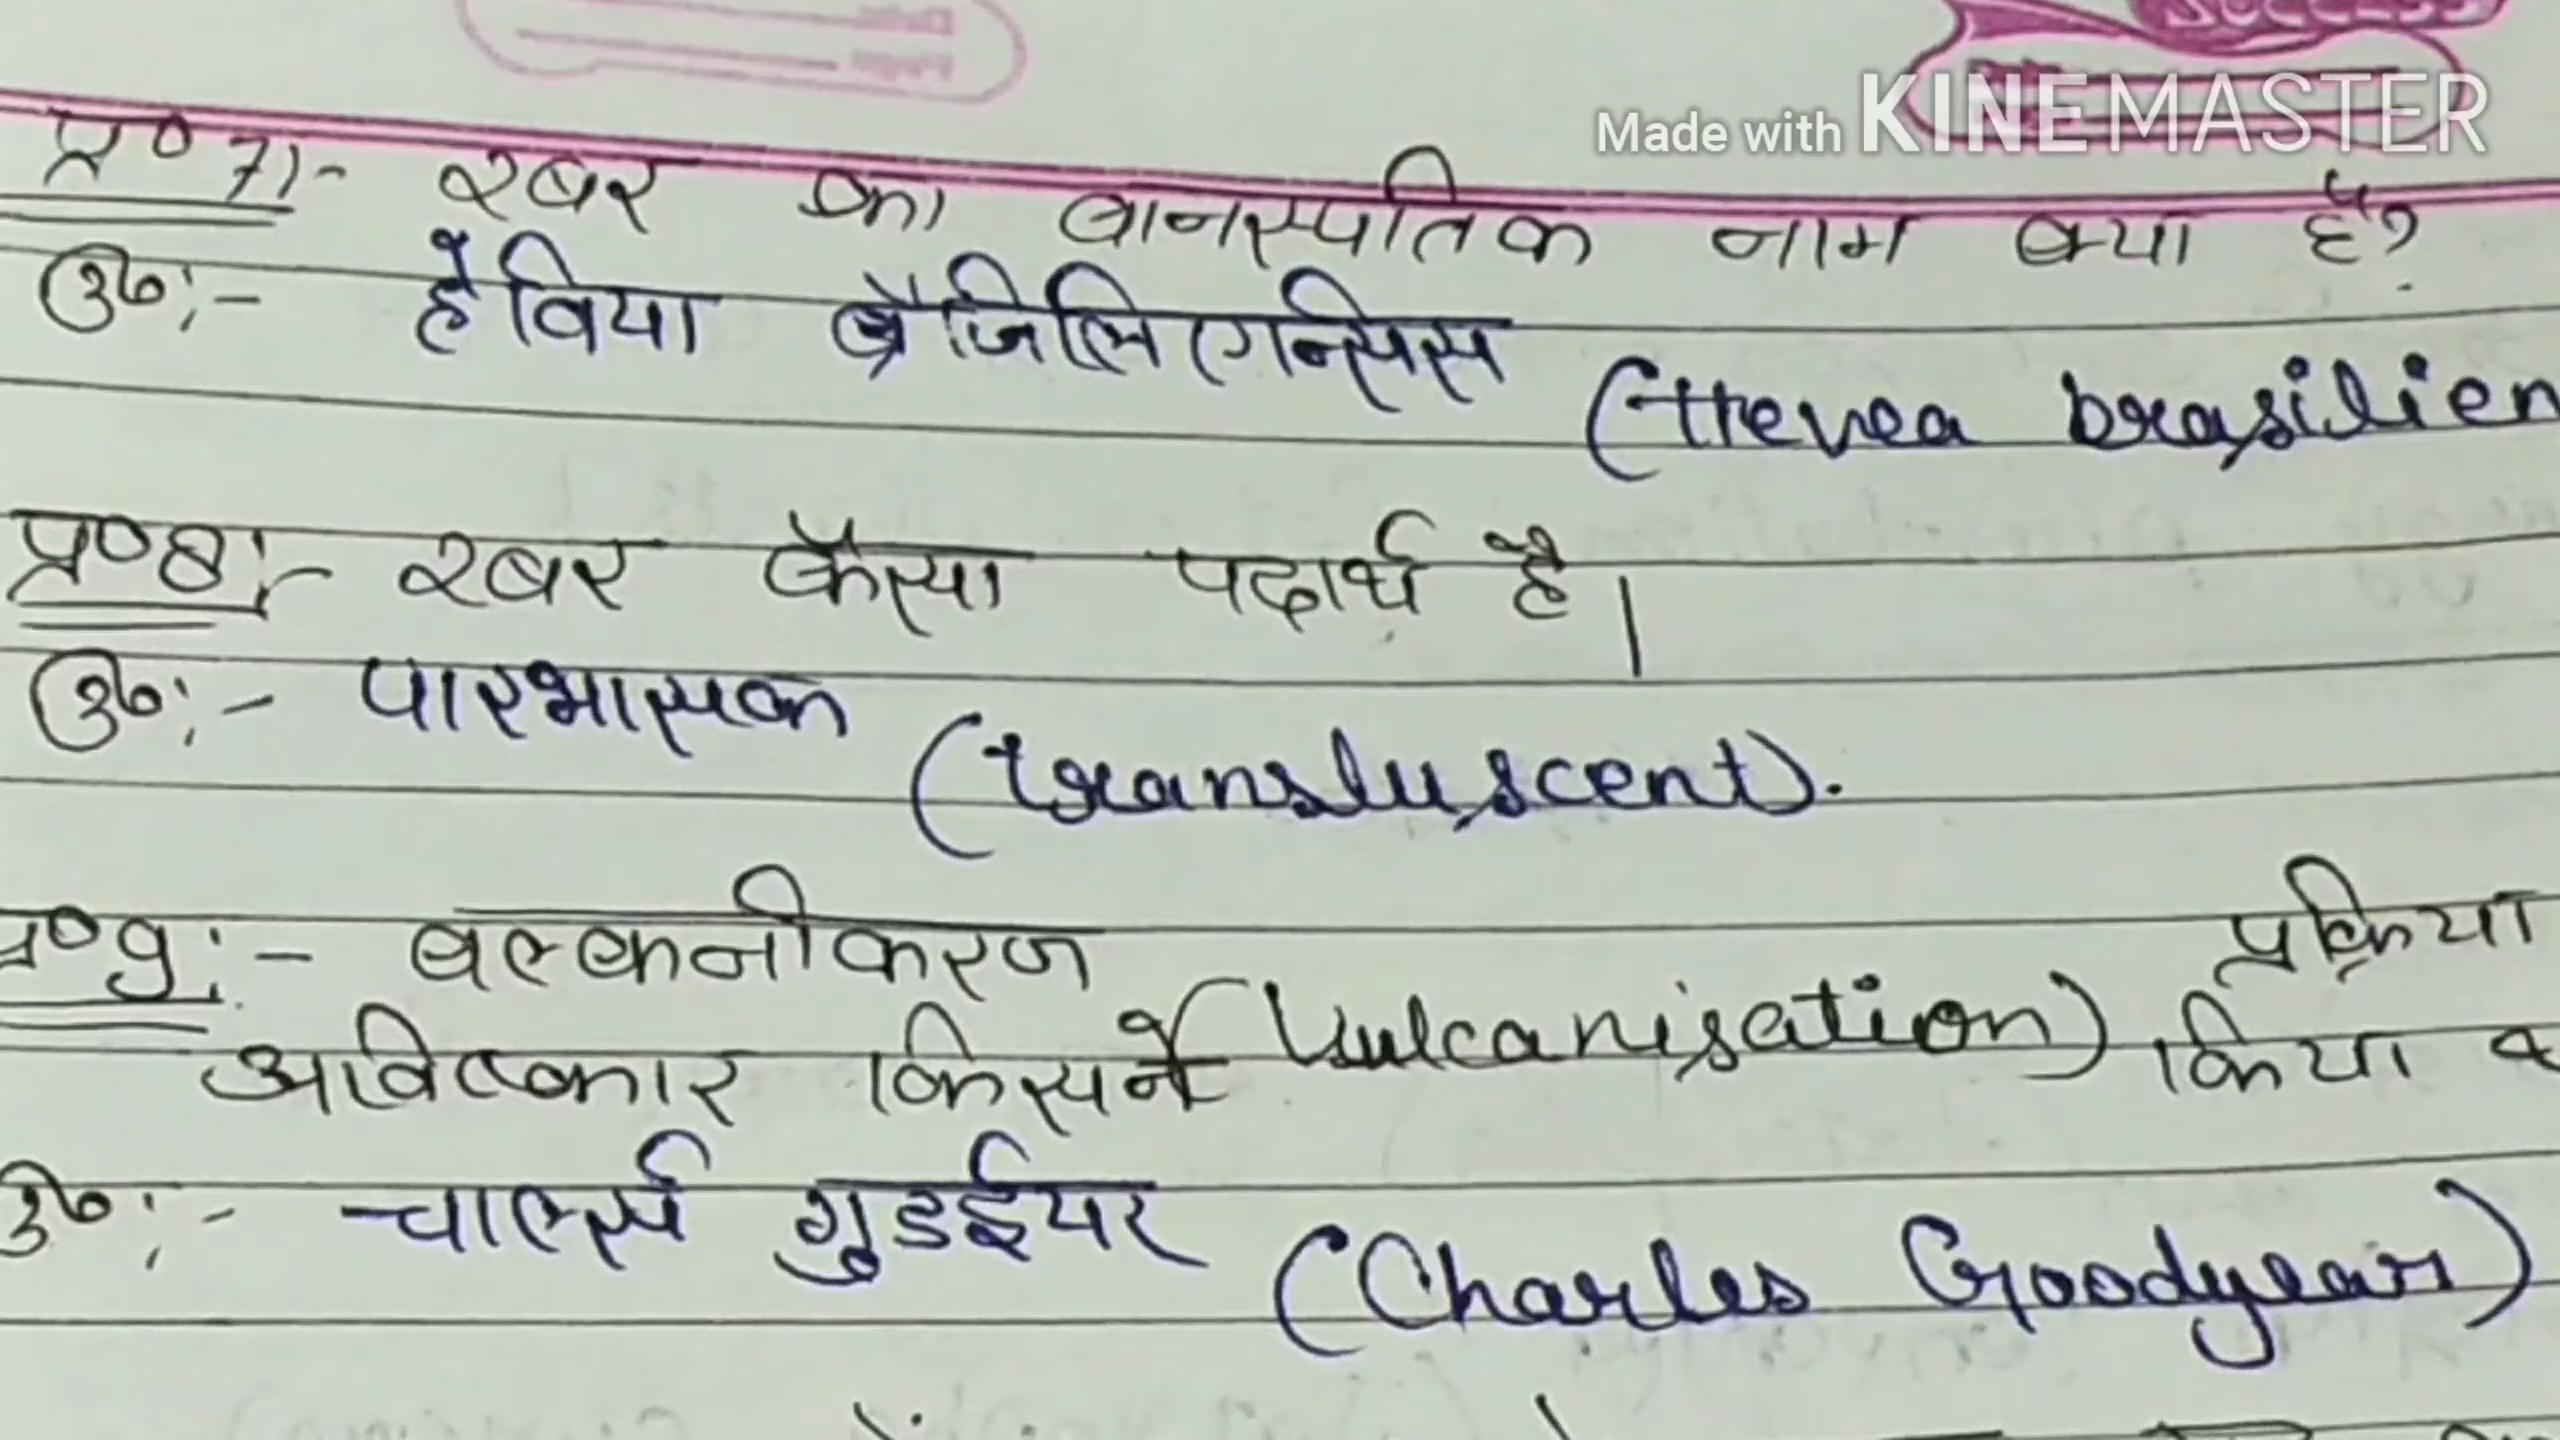 SUCCESS
Made with KINEMASTER
प्र० 7:- रबर का वानस्पतिक नाम क्या है?
उ०:- हैविया ब्रैजिलिएन्सिस (Hevea brasilien
प्र० 8:- रबर कैसा पदार्थ है।
उ०:- पारभासक (transluscent).
प्र० 9:- वल्कनीकरण (Vulcanisation) प्रक्रिया
आविष्कार किसने किया
उ०:- चार्ल्स गुडईयर (Charles Goodyear)